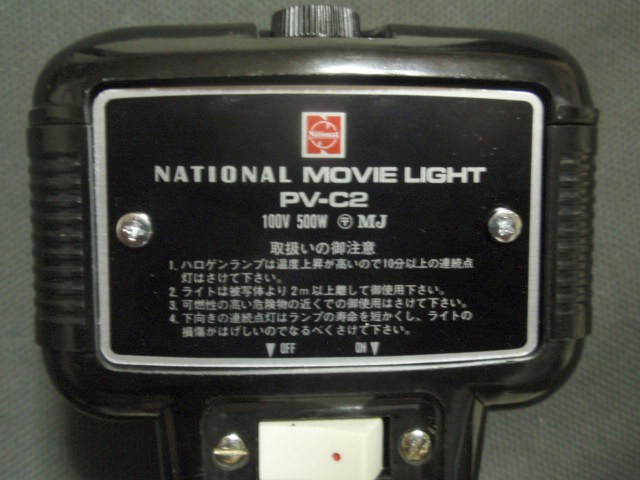 National
NATIONAL MOVIE LIGHT
PV-C2
100V 500W 〒 MJ
取扱いの御注意
1. ハロゲンランプは温度上昇が高いので10分以上の連続点
灯はさけて下さい。
2. ライトは被写体より2m以上離して御使用下さい。
3. 可燃性の高い危険物の近くでの御使用はさけて下さい。
4. 下向きの連続点灯はランプの寿命を短かくし、ライトの
損傷がはげしいのでなるべくさけて下さい。
▼ OFF ON ▼